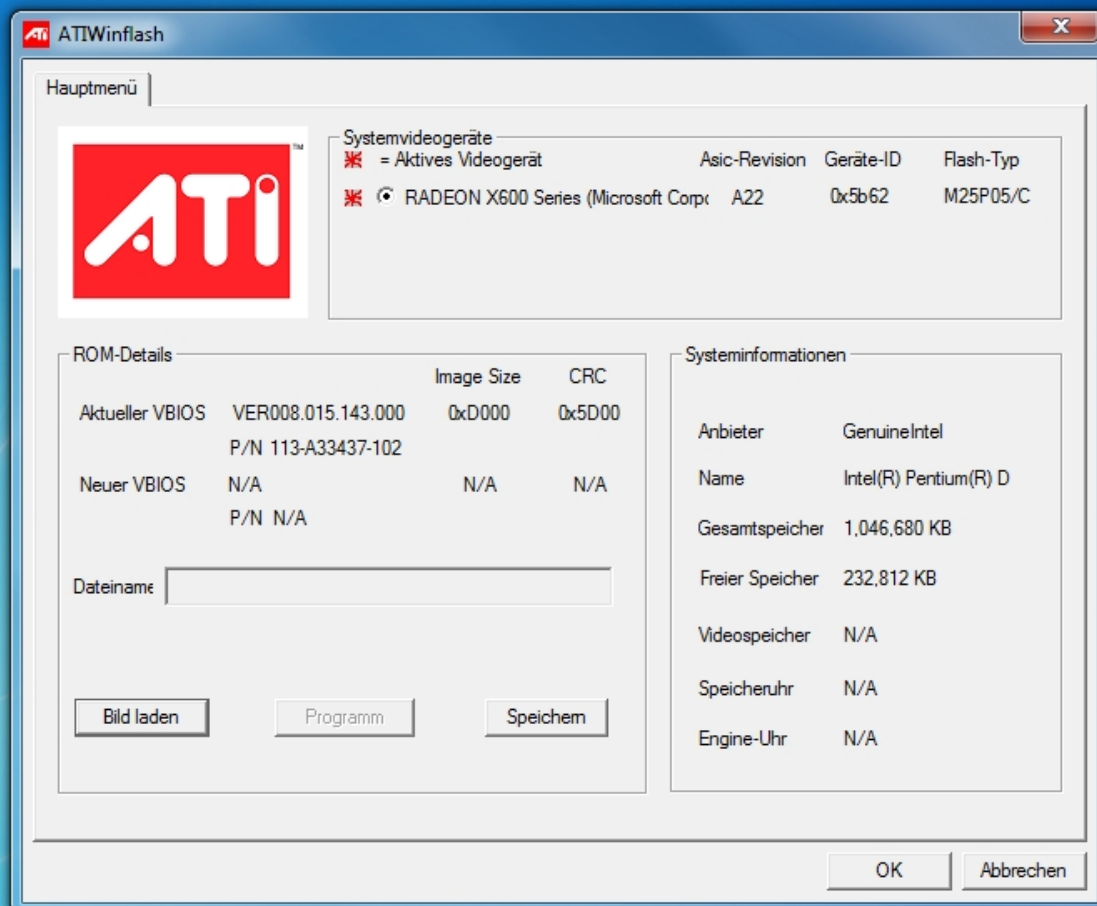 ATI ATIWinflash
Hauptmenü
ATI ™
Systemvideogeräte
= Aktives Videogerät Asic-Revision Geräte-ID Flash-Typ
RADEON X600 Series (Microsoft Corpo A22 0x5b62 M25P05/C
ROM-Details
Image Size CRC
Aktueller VBIOS VER008.015.143.000 0xD000 0x5D00
P/N 113-A33437-102
Neuer VBIOS N/A N/A N/A
P/N N/A
Dateiname
Bild laden Programm Speichern
Systeminformationen
Anbieter GenuineIntel
Name Intel(R) Pentium(R) D
Gesamtspeicher 1,046,680 KB
Freier Speicher 232,812 KB
Videospeicher N/A
Speicheruhr N/A
Engine-Uhr N/A
OK Abbrechen